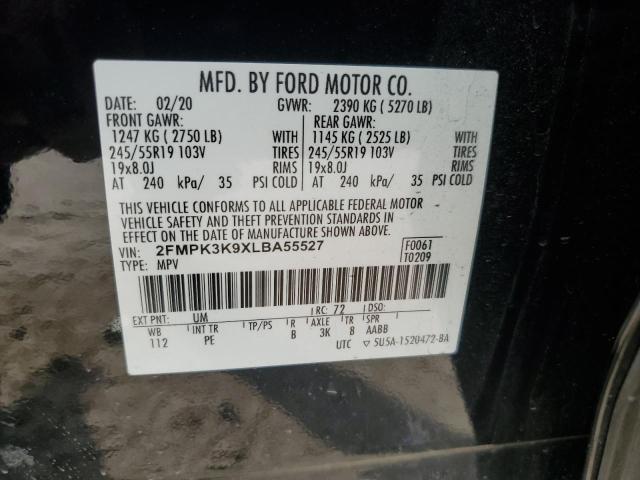 MFD. BY FORD MOTOR CO.
DATE: 02/20 GVWR: 2390 KG ( 5270 LB)
FRONT GAWR: REAR GAWR:
1247 KG ( 2750 LB) WITH 1145 KG ( 2525 LB) WITH
245/55R19 103V TIRES 245/55R19 103V TIRES
19x8.0J RIMS 19x8.0J RIMS
AT 240 kPa/ 35 PSI COLD AT 240 kPa/ 35 PSI COLD
THIS VEHICLE CONFORMS TO ALL APPLICABLE FEDERAL MOTOR
VEHICLE SAFETY AND THEFT PREVENTION STANDARDS IN
EFFECT ON THE DATE OF MANUFACTURE SHOWN ABOVE.
VIN: 2FMPK3K9XLBA55527 F0061
TYPE: MPV T0209
EXT PNT: UM RC: 72 DSO:
WB INT TR TP/PS R AXLE TR SPR
112 PE B 3K 8 AABB
UTC ▽ 5U5A-1520472-BA